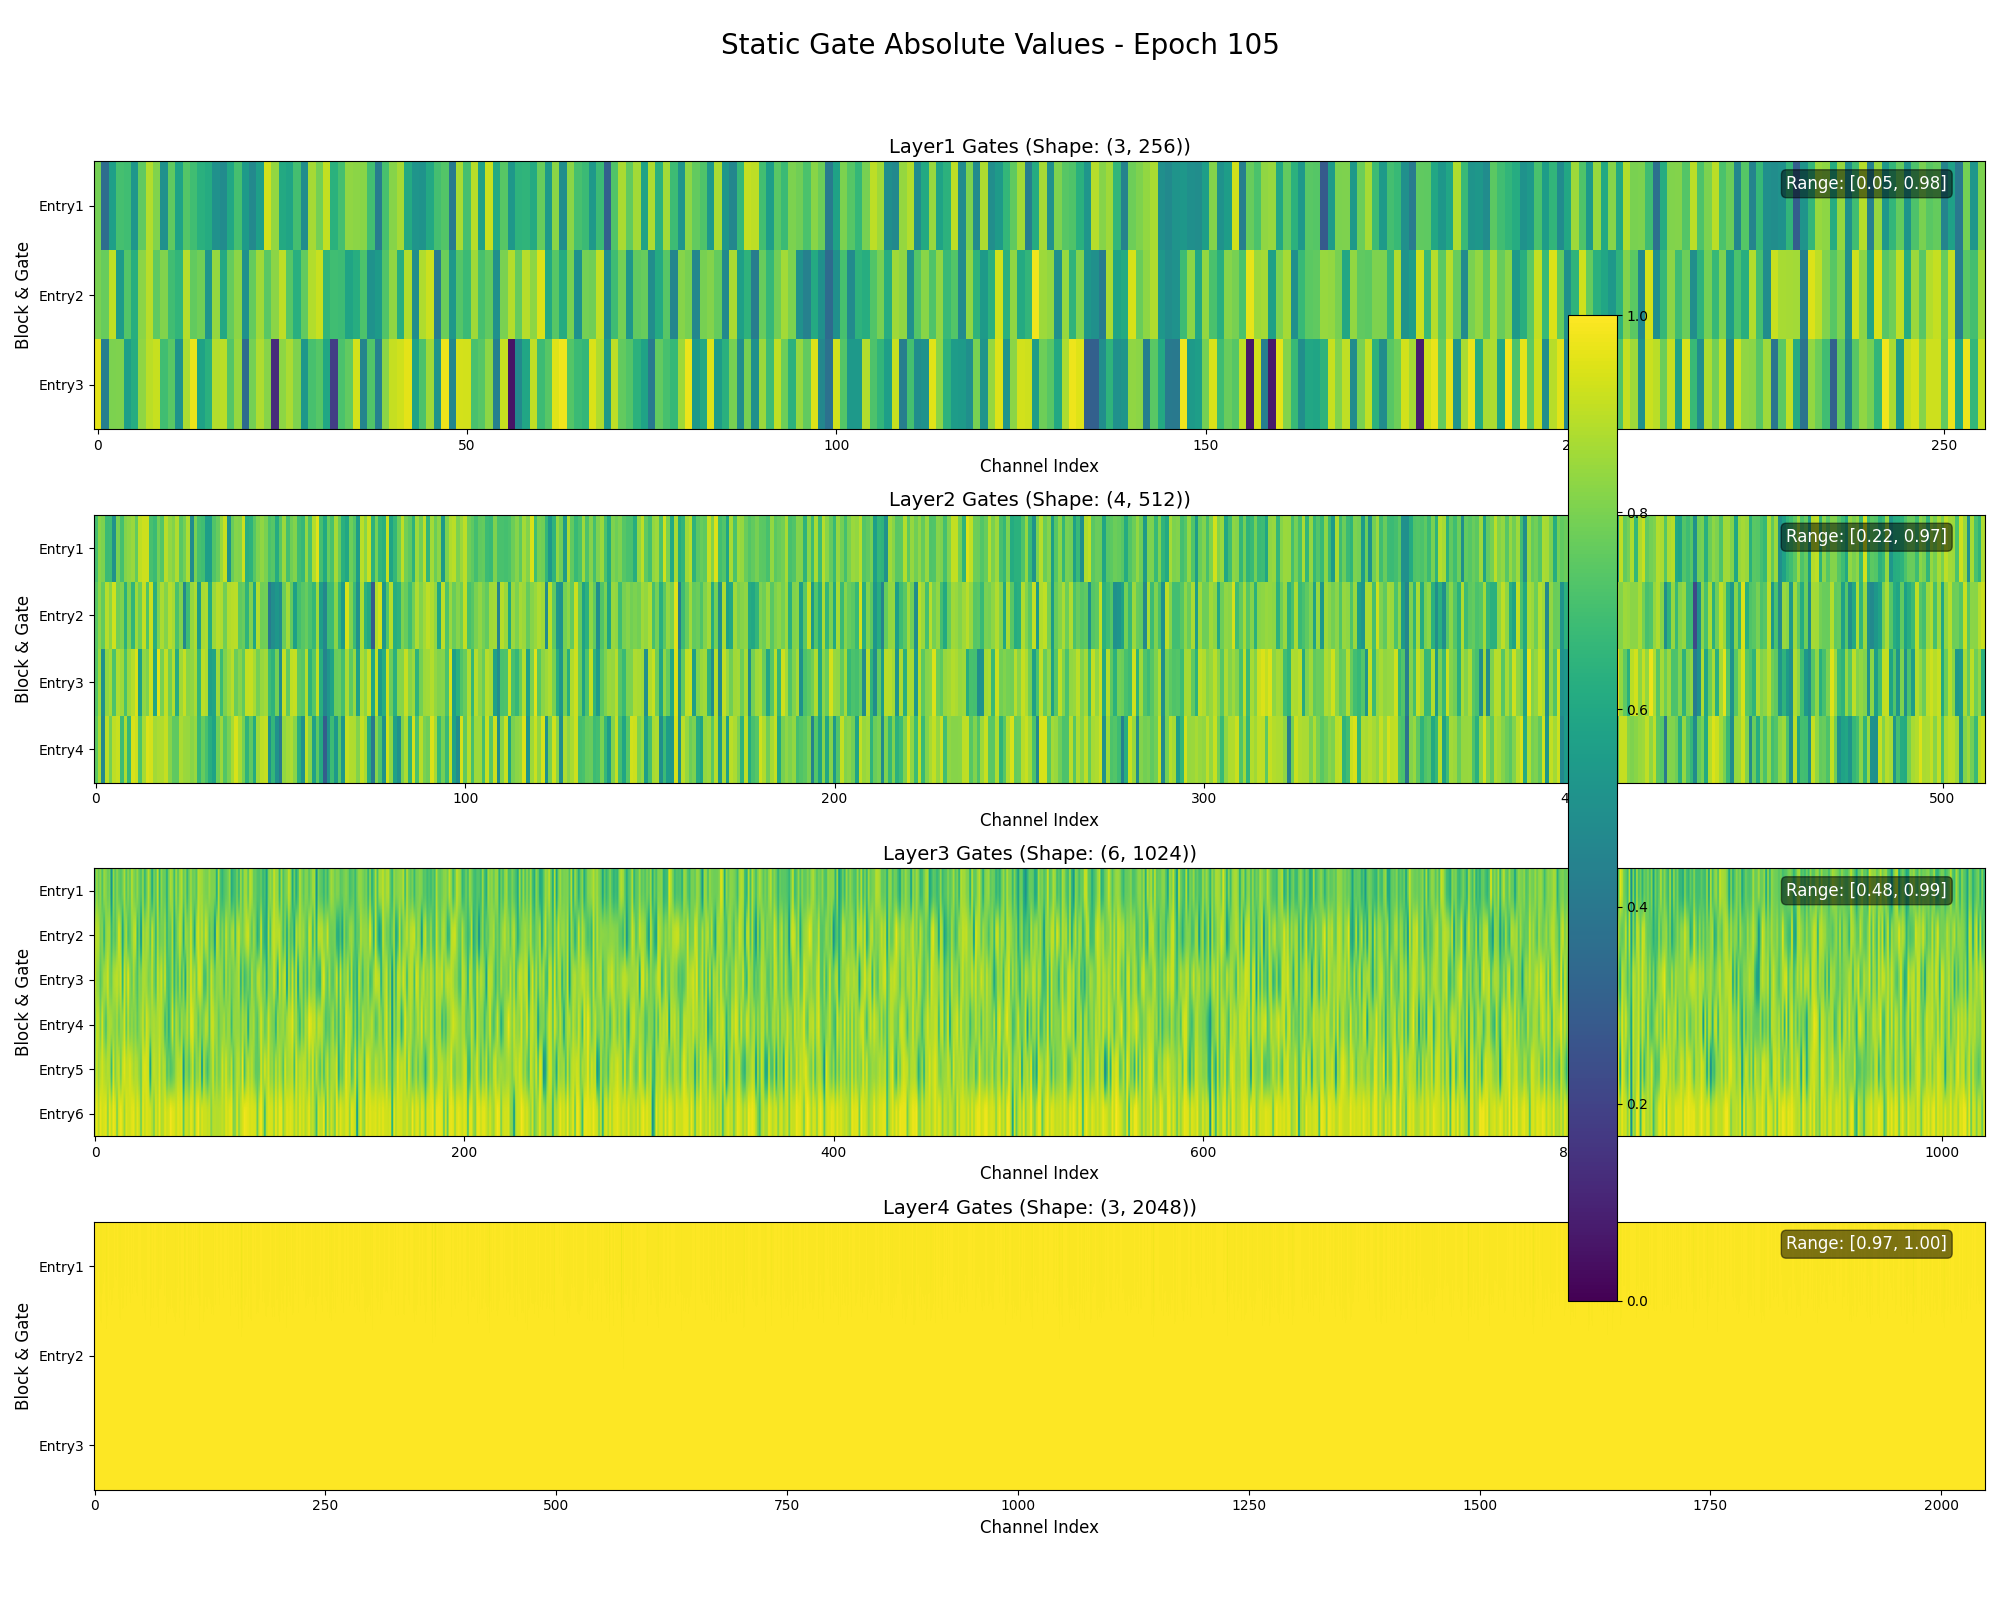 Static Gate Absolute Values - Epoch 105
Layer1 Gates (Shape: (3, 256))
Range: [0.05, 0.98]
Block & Gate
Entry1
Entry2
Entry3
0 50 100 150 250
Channel Index
Layer2 Gates (Shape: (4, 512))
Range: [0.22, 0.97]
Block & Gate
Entry1
Entry2
Entry3
Entry4
0 100 200 300 500
Channel Index
Layer3 Gates (Shape: (6, 1024))
Range: [0.48, 0.99]
Block & Gate
Entry1
Entry2
Entry3
Entry4
Entry5
Entry6
0 200 400 600 1000
Channel Index
Layer4 Gates (Shape: (3, 2048))
Range: [0.97, 1.00]
Block & Gate
Entry1
Entry2
Entry3
0 250 500 750 1000 1250 1500 1750 2000
Channel Index
1.0
0.8
0.6
0.4
0.2
0.0